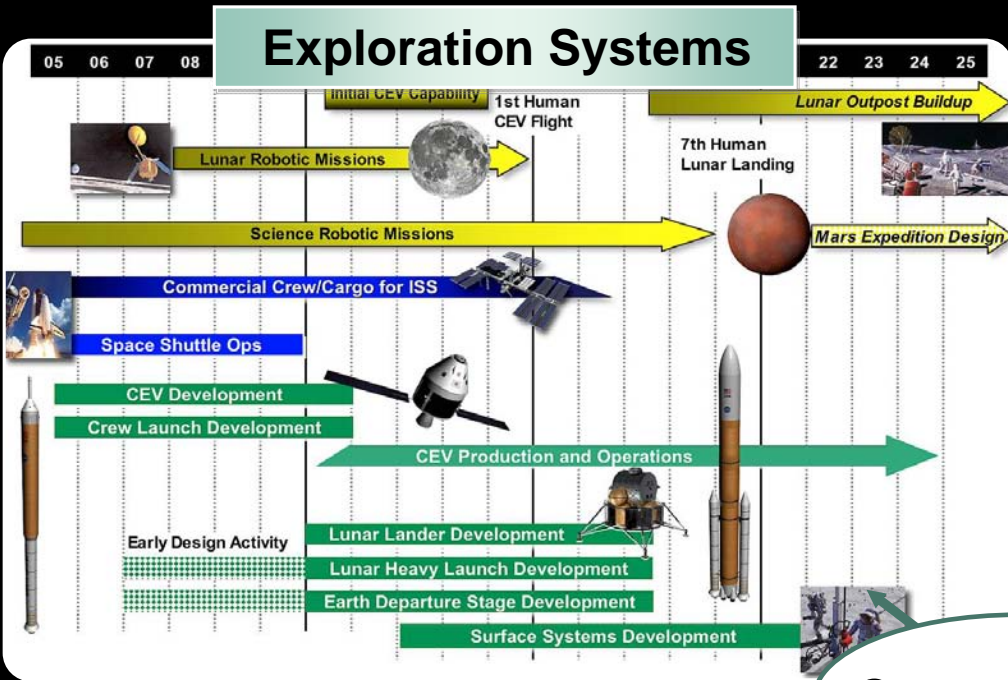 Exploration Systems
05 06 07 08 22 23 24 25
Initial CEV Capability
1st Human
CEV Flight
Lunar Outpost Buildup
Lunar Robotic Missions
7th Human
Lunar Landing
Science Robotic Missions
Mars Expedition Design
Commercial Crew/Cargo for ISS
Space Shuttle Ops
CEV Development
Crew Launch Development
CEV Production and Operations
Early Design Activity
Lunar Lander Development
Lunar Heavy Launch Development
Earth Departure Stage Development
Surface Systems Development